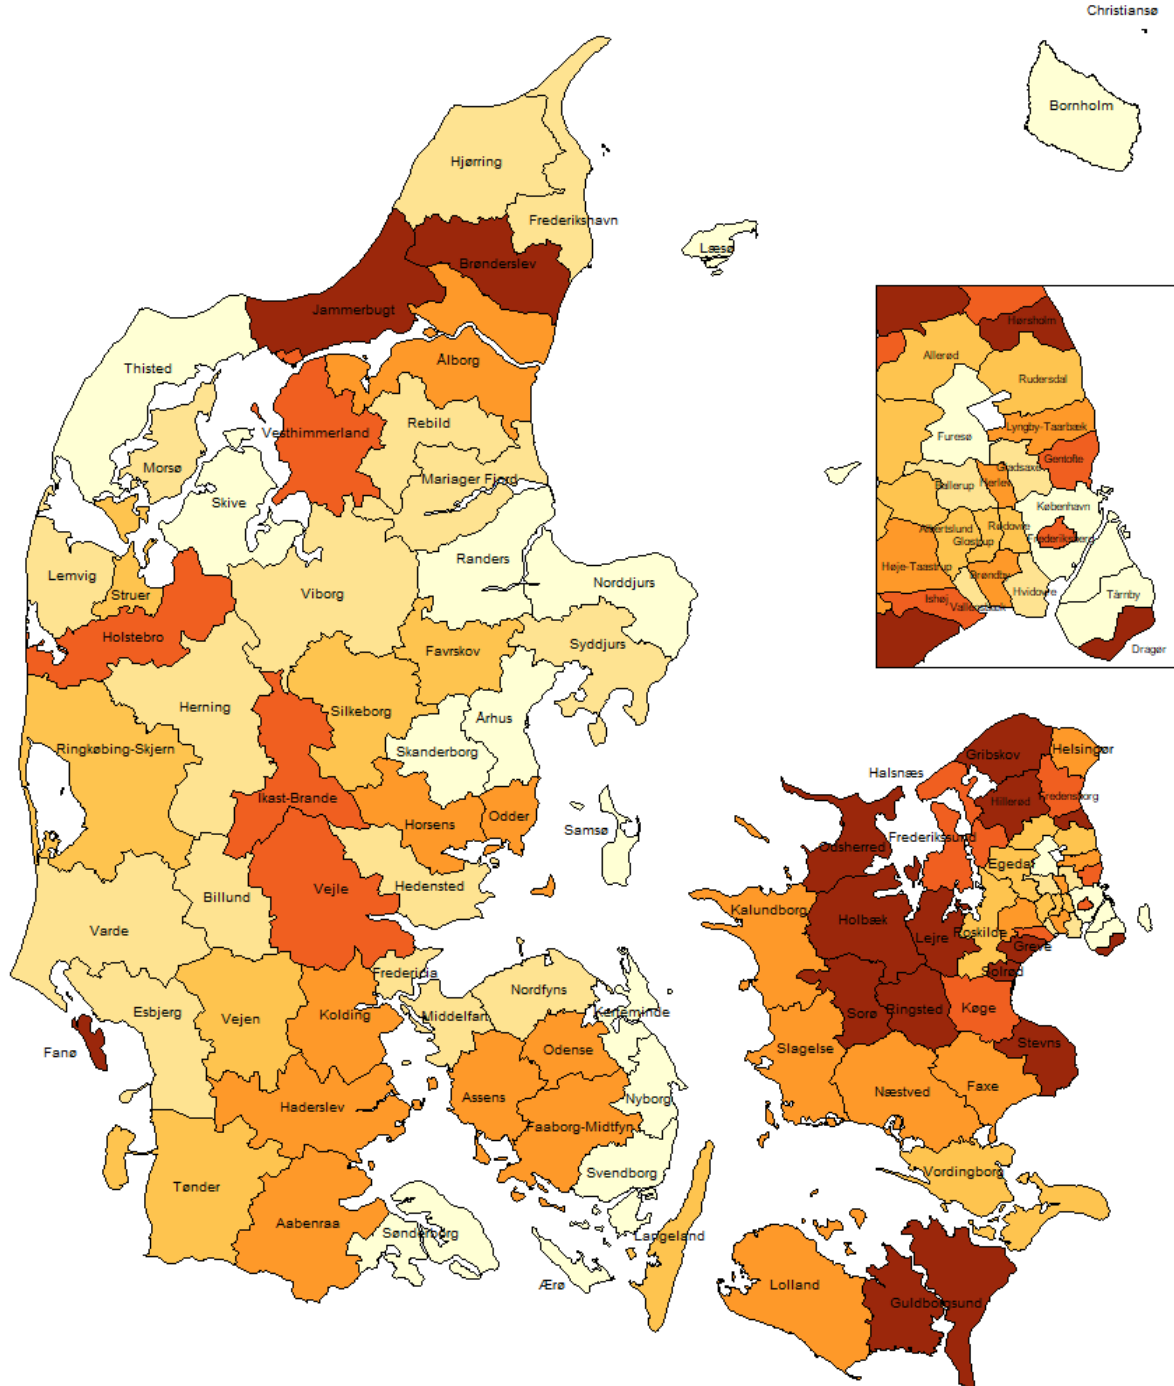 Christiansø
Bornholm
Hjørring
Frederikshavn
Læsø
Brønderslev
Jammerbugt
Ålborg
Thisted
Rebild
Vesthimmerland
Morsø
Mariager Fjord
Skive
Randers
Norddjurs
Lemvig
Struer
Viborg
Holstebro
Favrskov
Syddjurs
Herning
Silkeborg
Århus
Ringkøbing-Skjern
Skanderborg
Ikast-Brande
Horsens
Odder
Samsø
Vejle
Hedensted
Billund
Varde
Fredericia
Nordfyns
Esbjerg
Vejen
Kolding
Middelfart
Kerteminde
Fanø
Odense
Haderslev
Assens
Nyborg
Faaborg-Midtfyn
Svendborg
Tønder
Aabenraa
Sønderborg
Langeland
Ærø
Hørsholm
Allerød
Rudersdal
Lyngby-Taarbæk
Furesø
Gentofte
Gladsaxe
Ballerup
Herlev
København
Albertslund
Rødovre
Frederiksberg
Glostrup
Høje-Taastrup
Brøndby
Ishøj
Vallensbæk
Hvidovre
Tårnby
Dragør
Gribskov
Helsingør
Halsnæs
Hillerød
Fredensborg
Odsherred
Frederikssund
Egedal
Kalundborg
Holbæk
Lejre
Roskilde
Greve
Solrød
Sorø
Ringsted
Køge
Stevns
Slagelse
Næstved
Faxe
Vordingborg
Lolland
Guldborgsund